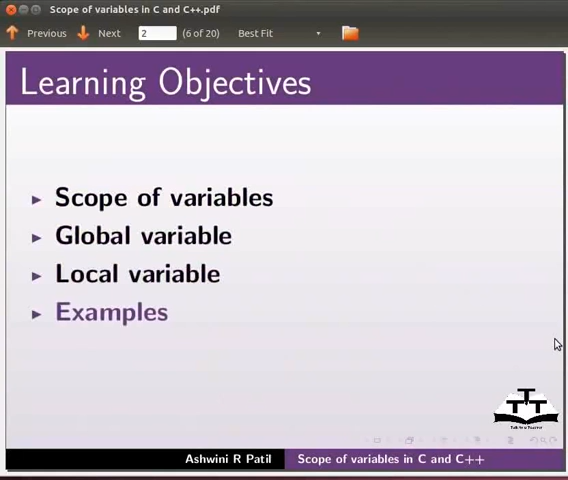 Scope of variables in C and C++.pdf
Previous Next 2 (6 of 20) Best Fit
Learning Objectives
Scope of variables
Global variable
Local variable
Examples
TTT
Ashwini R Patil Scope of variables in C and C++